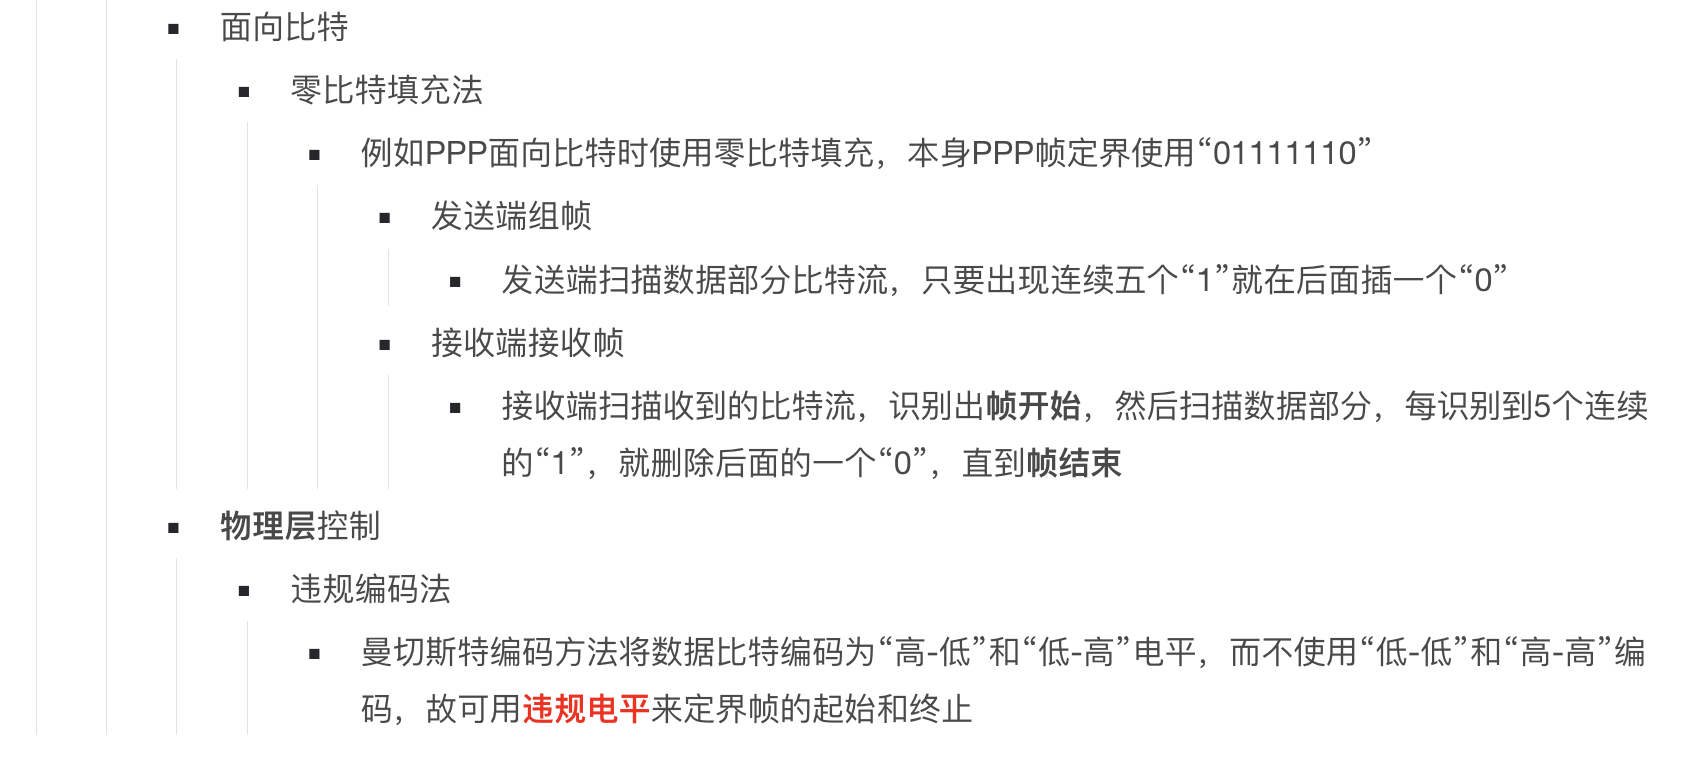 面向比特
零比特填充法
例如PPP面向比特时使用零比特填充，本身PPP帧定界使用“01111110”
发送端组帧
发送端扫描数据部分比特流，只要出现连续五个“1”就在后面插一个“0”
接收端接收帧
接收端扫描收到的比特流，识别出帧开始，然后扫描数据部分，每识别到5个连续
的“1”，就删除后面的一个“0”，直到帧结束
物理层控制
违规编码法
曼切斯特编码方法将数据比特编码为“高-低”和“低-高”电平，而不使用“低-低”和“高-高”编
码，故可用违规电平来定界帧的起始和终止